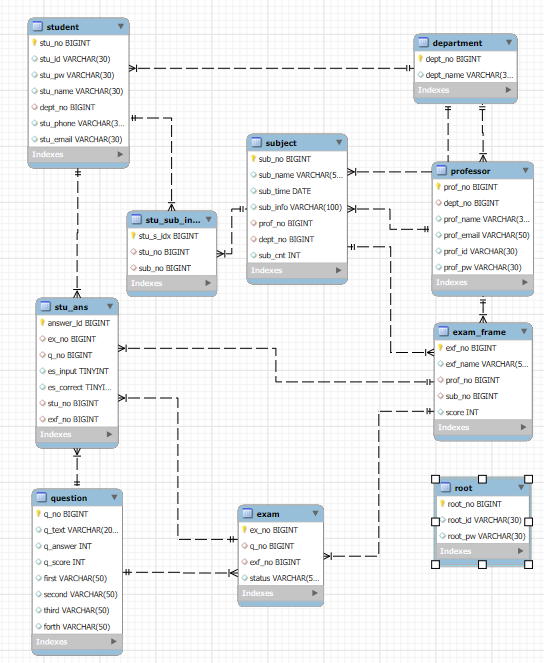 student
stu_no BIGINT
stu_id VARCHAR(30)
stu_pw VARCHAR(30)
stu_name VARCHAR(30)
dept_no BIGINT
stu_phone VARCHAR(3...
stu_email VARCHAR(30)
Indexes
department
dept_no BIGINT
dept_name VARCHAR(3...
Indexes
subject
sub_no BIGINT
sub_name VARCHAR(5...
sub_time DATE
sub_info VARCHAR(100)
prof_no BIGINT
dept_no BIGINT
sub_cnt INT
Indexes
professor
prof_no BIGINT
dept_no BIGINT
prof_name VARCHAR(3...
prof_email VARCHAR(50)
prof_id VARCHAR(30)
prof_pw VARCHAR(30)
Indexes
stu_sub_in...
stu_s_idx BIGINT
stu_no BIGINT
sub_no BIGINT
Indexes
stu_ans
answer_id BIGINT
ex_no BIGINT
q_no BIGINT
es_input TINYINT
es_correct TINYI...
stu_no BIGINT
exf_no BIGINT
Indexes
exam_frame
exf_no BIGINT
exf_name VARCHAR(5...
prof_no BIGINT
sub_no BIGINT
score INT
Indexes
question
q_no BIGINT
q_text VARCHAR(20...
q_answer INT
q_score INT
first VARCHAR(50)
second VARCHAR(50)
third VARCHAR(50)
forth VARCHAR(50)
Indexes
exam
ex_no BIGINT
q_no BIGINT
exf_no BIGINT
status VARCHAR(5...
Indexes
root
root_no BIGINT
root_id VARCHAR(30)
root_pw VARCHAR(30)
Indexes